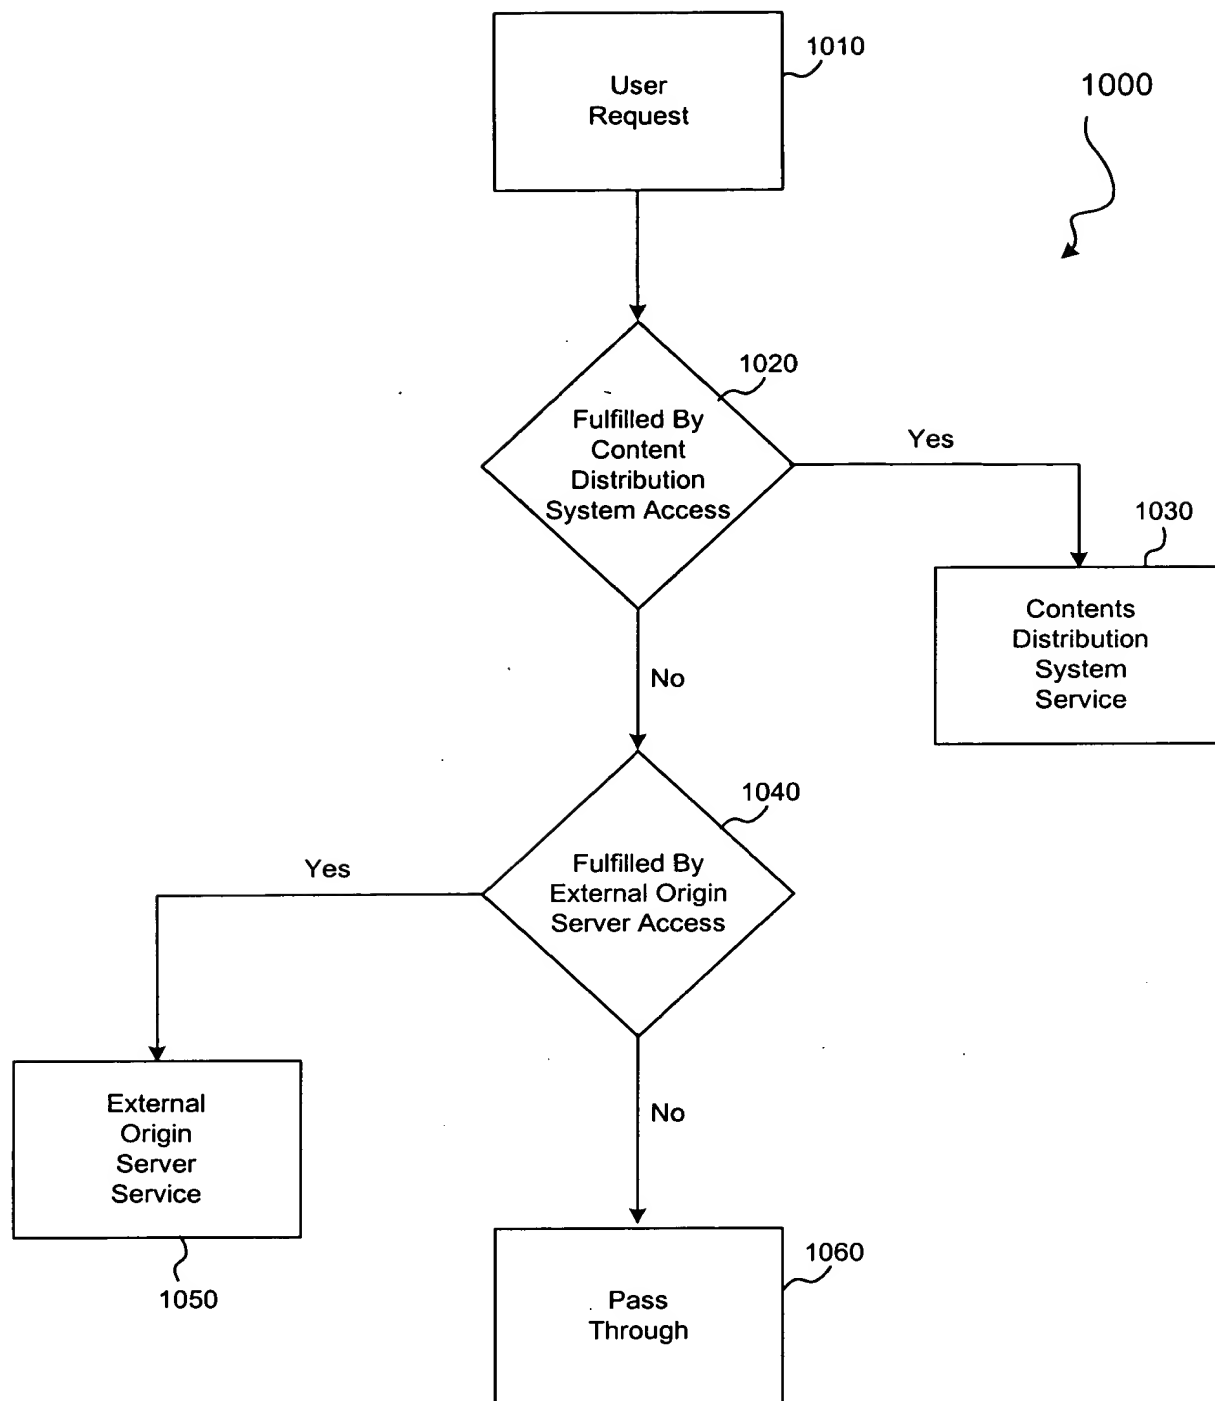 User
Request
1010
1000
1020
Fulfilled By
Content
Distribution
System Access
Yes
1030
Contents
Distribution
System
Service
No
1040
Fulfilled By
External Origin
Server Access
Yes
External
Origin
Server
Service
1050
No
1060
Pass
Through